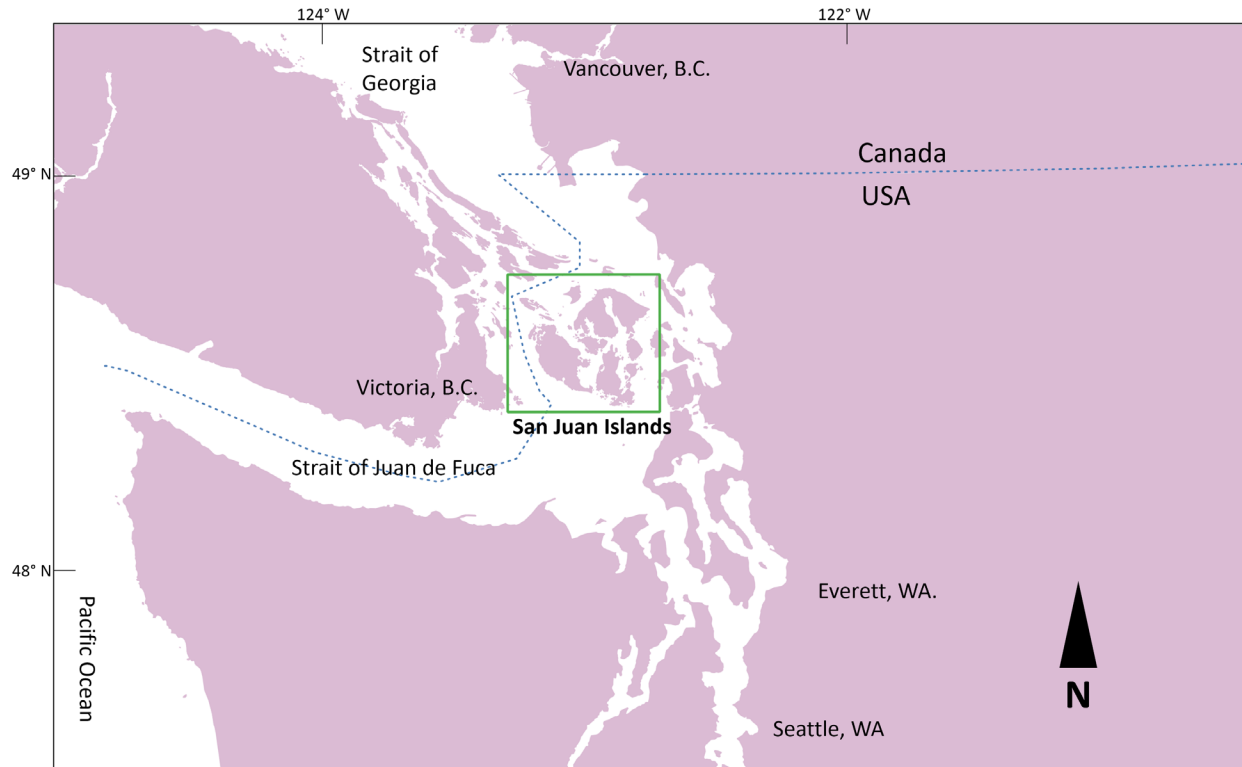 124° W
122° W
Strait of
Georgia
Vancouver, B.C.
Canada
49° N
USA
Victoria, B.C.
San Juan Islands
Strait of Juan de Fuca
48° N
Everett, WA.
Pacific Ocean
N
Seattle, WA